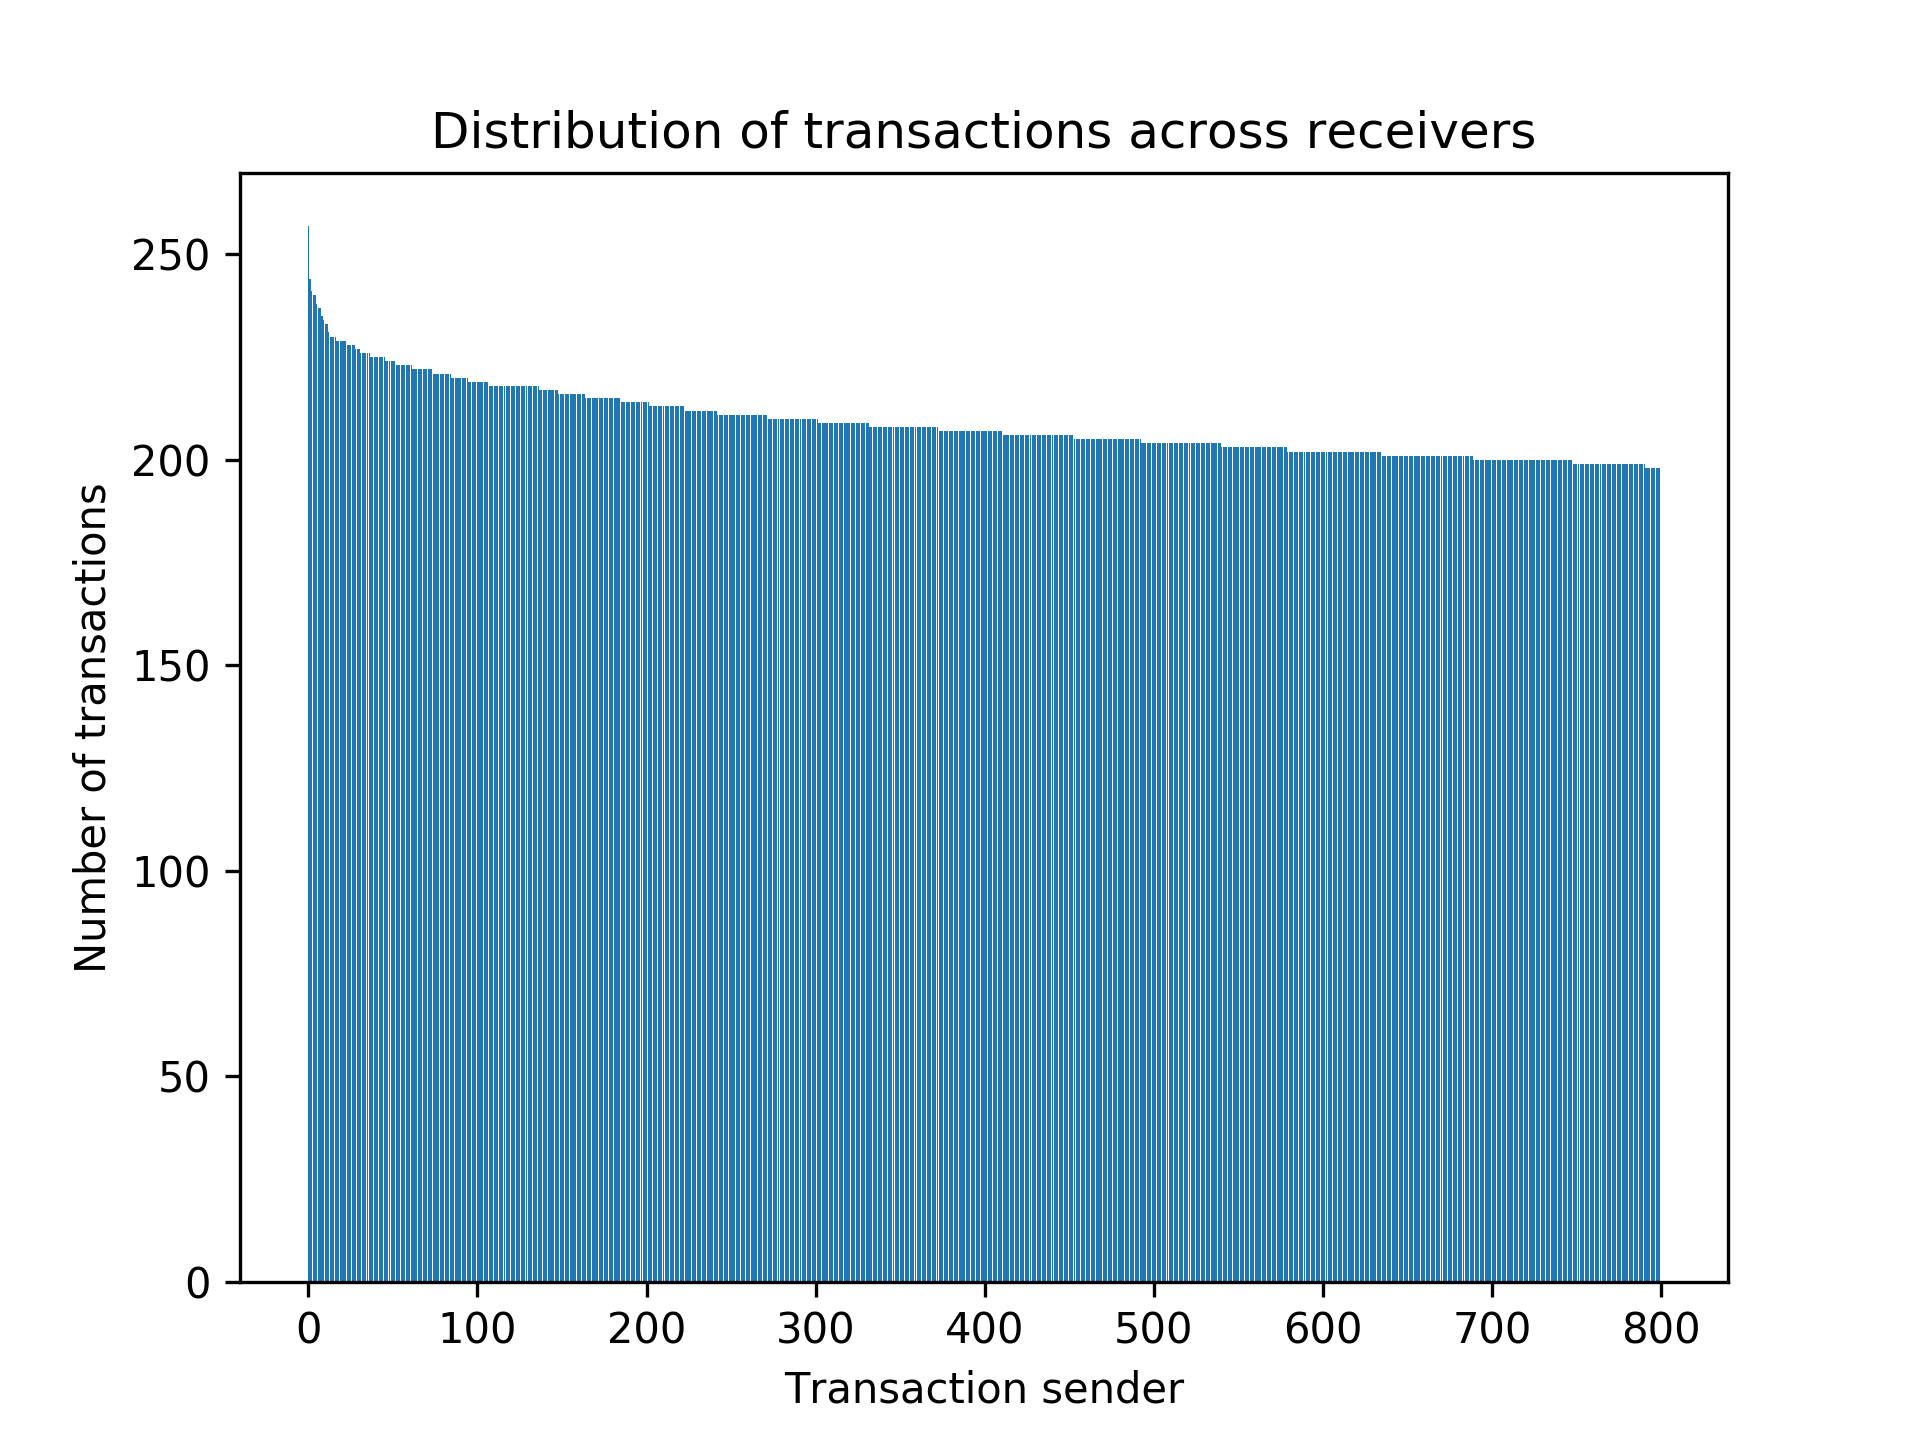 Distribution of transactions across receivers
250
200
150
100
50
0
Number of transactions
0 100 200 300 400 500 600 700 800
Transaction sender